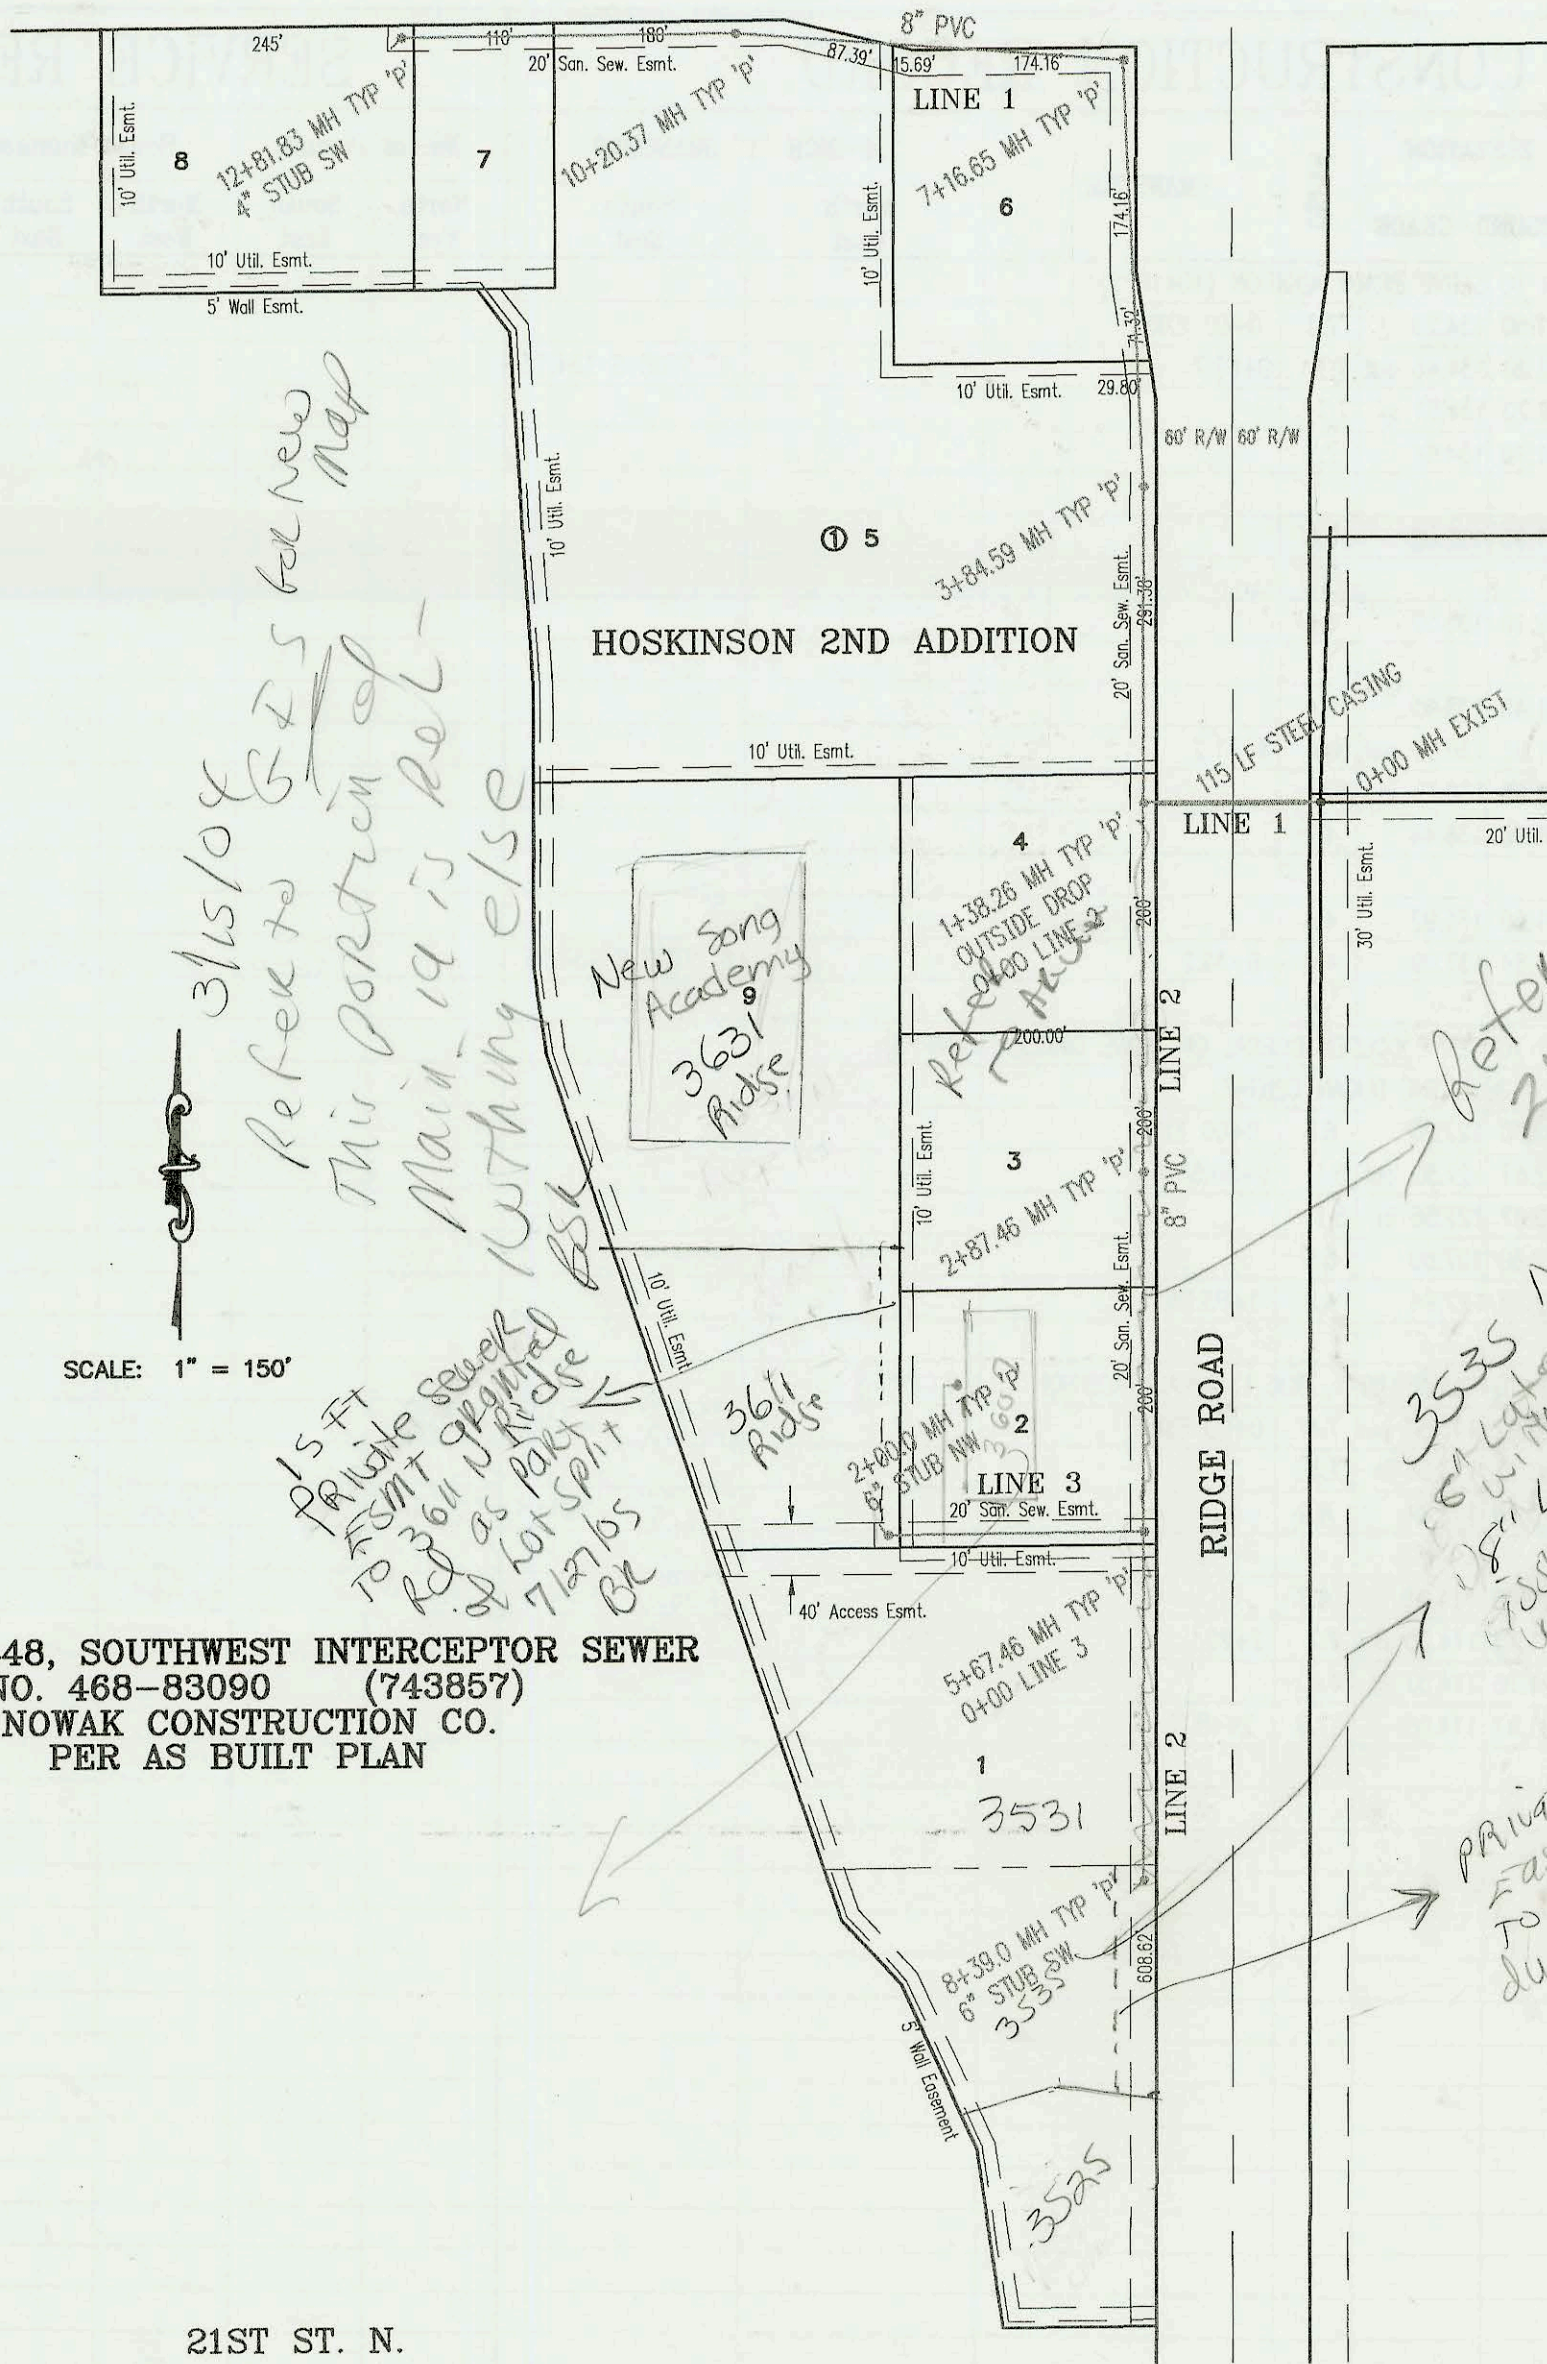 8" PVC
245'
110'
180'
87.39'
15.69'
174.16'
20' San. Sew. Esmt.
LINE 1
10' Util. Esmt.
8
12+81.83 MH TYP 'P'
4" STUB SW
7
10+20.37 MH TYP 'P'
7+16.65 MH TYP 'P'
6
174.16'
10' Util. Esmt.
10' Util. Esmt.
5' Wall Esmt.
71.32'
10' Util. Esmt.
29.80'
60' R/W 60' R/W
10' Util. Esmt.
① 5
3+84.59 MH TYP 'P'
20' San. Sew. Esmt.
291.38'
HOSKINSON 2ND ADDITION
115 LF STEEL CASING
0+00 MH EXIST
10' Util. Esmt.
LINE 1
20' Util.
30' Util. Esmt.
4
1+38.26 MH TYP 'P'
OUTSIDE DROP
0+00 LINE 2
200'
3/15/04
Refer to GIS for New Map
This portion of
Main 19 is Rel-
New Song
Academy
9
3631
Ridge
200.00'
LINE 2
200'
Refer
10' Util. Esmt.
3
2+87.46 MH TYP 'P'
8" PVC
20' San. Sew. Esmt.
10' Util. Esmt
SCALE: 1" = 150'
15 FT
Private Sewer
ESMT granted
TO 3611 N Ridge
Rd as part
of Lot Split
7/27/05
BK
3611
Ridge
2+00.0 MH TYP 'P'
6" STUB NW
2
200'
LINE 3
20' San. Sew. Esmt.
10' Util. Esmt.
40' Access Esmt.
RIDGE ROAD
3535
48, SOUTHWEST INTERCEPTOR SEWER
NO. 468-83090 (743857)
NOWAK CONSTRUCTION CO.
PER AS BUILT PLAN
5+67.46 MH TYP 'P'
0+00 LINE 3
1
3531
LINE 2
8+39.0 MH TYP 'P'
6" STUB SW
3535
608.62'
5' Wall Easement
3525
21ST ST. N.